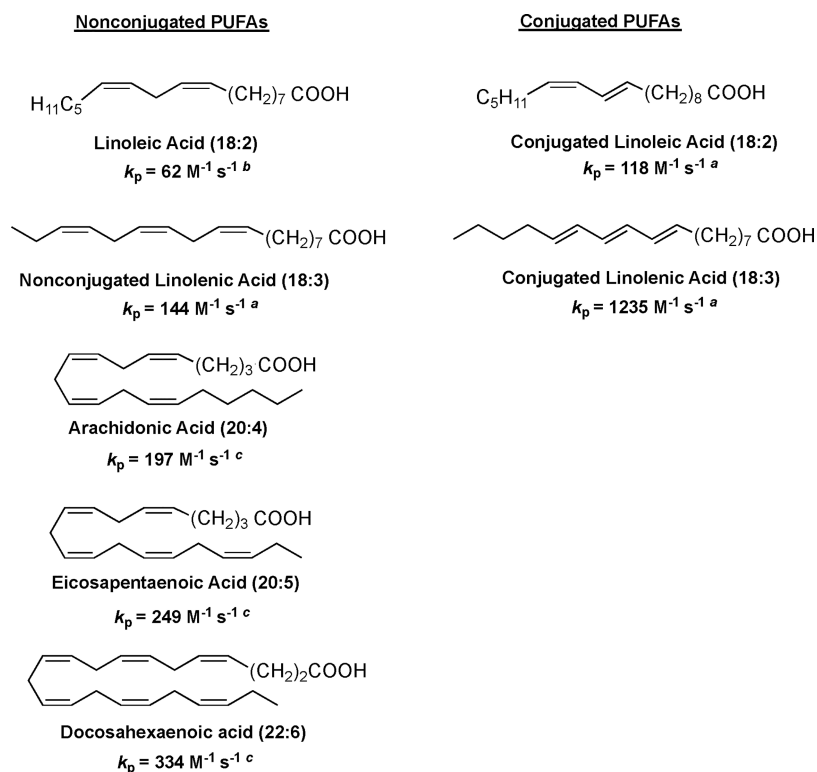 Nonconjugated PUFAs
H₁₁C₅ (CH₂)₇ COOH
Linoleic Acid (18:2)
kₚ = 62 M⁻¹ s⁻¹ ᵇ
(CH₂)₇ COOH
Nonconjugated Linolenic Acid (18:3)
kₚ = 144 M⁻¹ s⁻¹ ᵃ
(CH₂)₃ COOH
Arachidonic Acid (20:4)
kₚ = 197 M⁻¹ s⁻¹ ᶜ
(CH₂)₃ COOH
Eicosapentaenoic Acid (20:5)
kₚ = 249 M⁻¹ s⁻¹ ᶜ
(CH₂)₂COOH
Docosahexaenoic acid (22:6)
kₚ = 334 M⁻¹ s⁻¹ ᶜ
Conjugated PUFAs
C₅H₁₁ (CH₂)₈ COOH
Conjugated Linoleic Acid (18:2)
kₚ = 118 M⁻¹ s⁻¹ ᵃ
(CH₂)₇ COOH
Conjugated Linolenic Acid (18:3)
kₚ = 1235 M⁻¹ s⁻¹ ᵃ